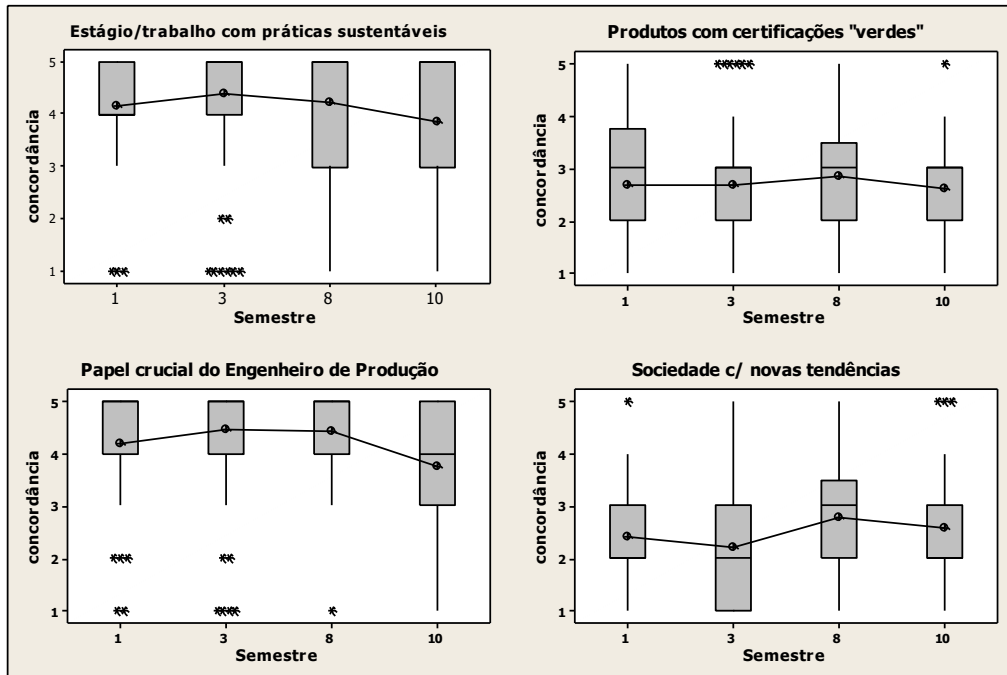 Estágio/trabalho com práticas sustentáveis
concordância
5
4
3
2
1
1 3 8 10
Semestre
Produtos com certificações "verdes"
concordância
5
4
3
2
1
1 3 8 10
Semestre
Papel crucial do Engenheiro de Produção
concordância
5
4
3
2
1
1 3 8 10
Semestre
Sociedade c/ novas tendências
concordância
5
4
3
2
1
1 3 8 10
Semestre